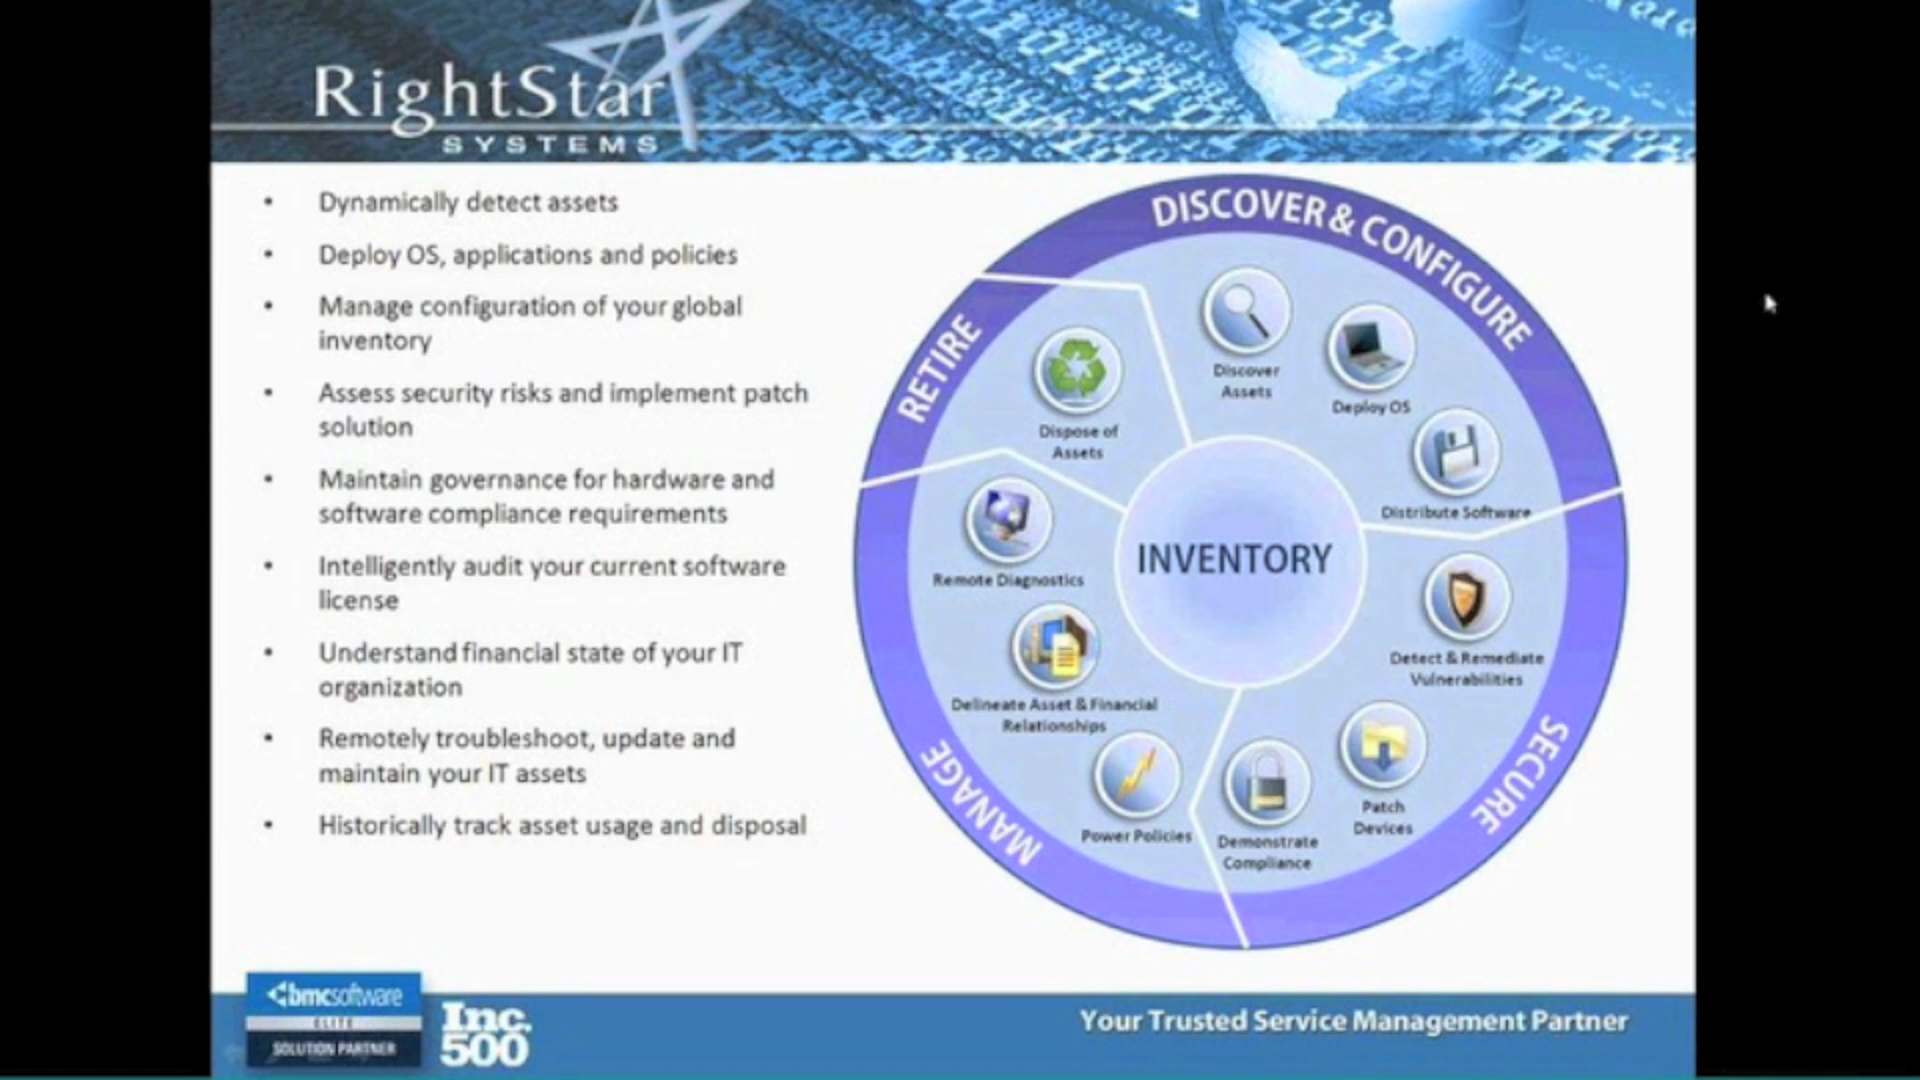 RightStar
SYSTEMS
• Dynamically detect assets
• Deploy OS, applications and policies
• Manage configuration of your global
inventory
• Assess security risks and implement patch
solution
• Maintain governance for hardware and
software compliance requirements
• Intelligently audit your current software
license
• Understand financial state of your IT
organization
• Remotely troubleshoot, update and
maintain your IT assets
• Historically track asset usage and disposal
DISCOVER & CONFIGURE
Discover
Assets
Deploy OS
Distribute Software
SECURE
Detect & Remediate
Vulnerabilities
Patch
Devices
Demonstrate
Compliance
MANAGE
Power Policies
Delineate Asset & Financial
Relationships
Remote Diagnostics
RETIRE
Dispose of
Assets
INVENTORY
bmcsoftware
ELITE
SOLUTION PARTNER
Inc.
500
Your Trusted Service Management Partner